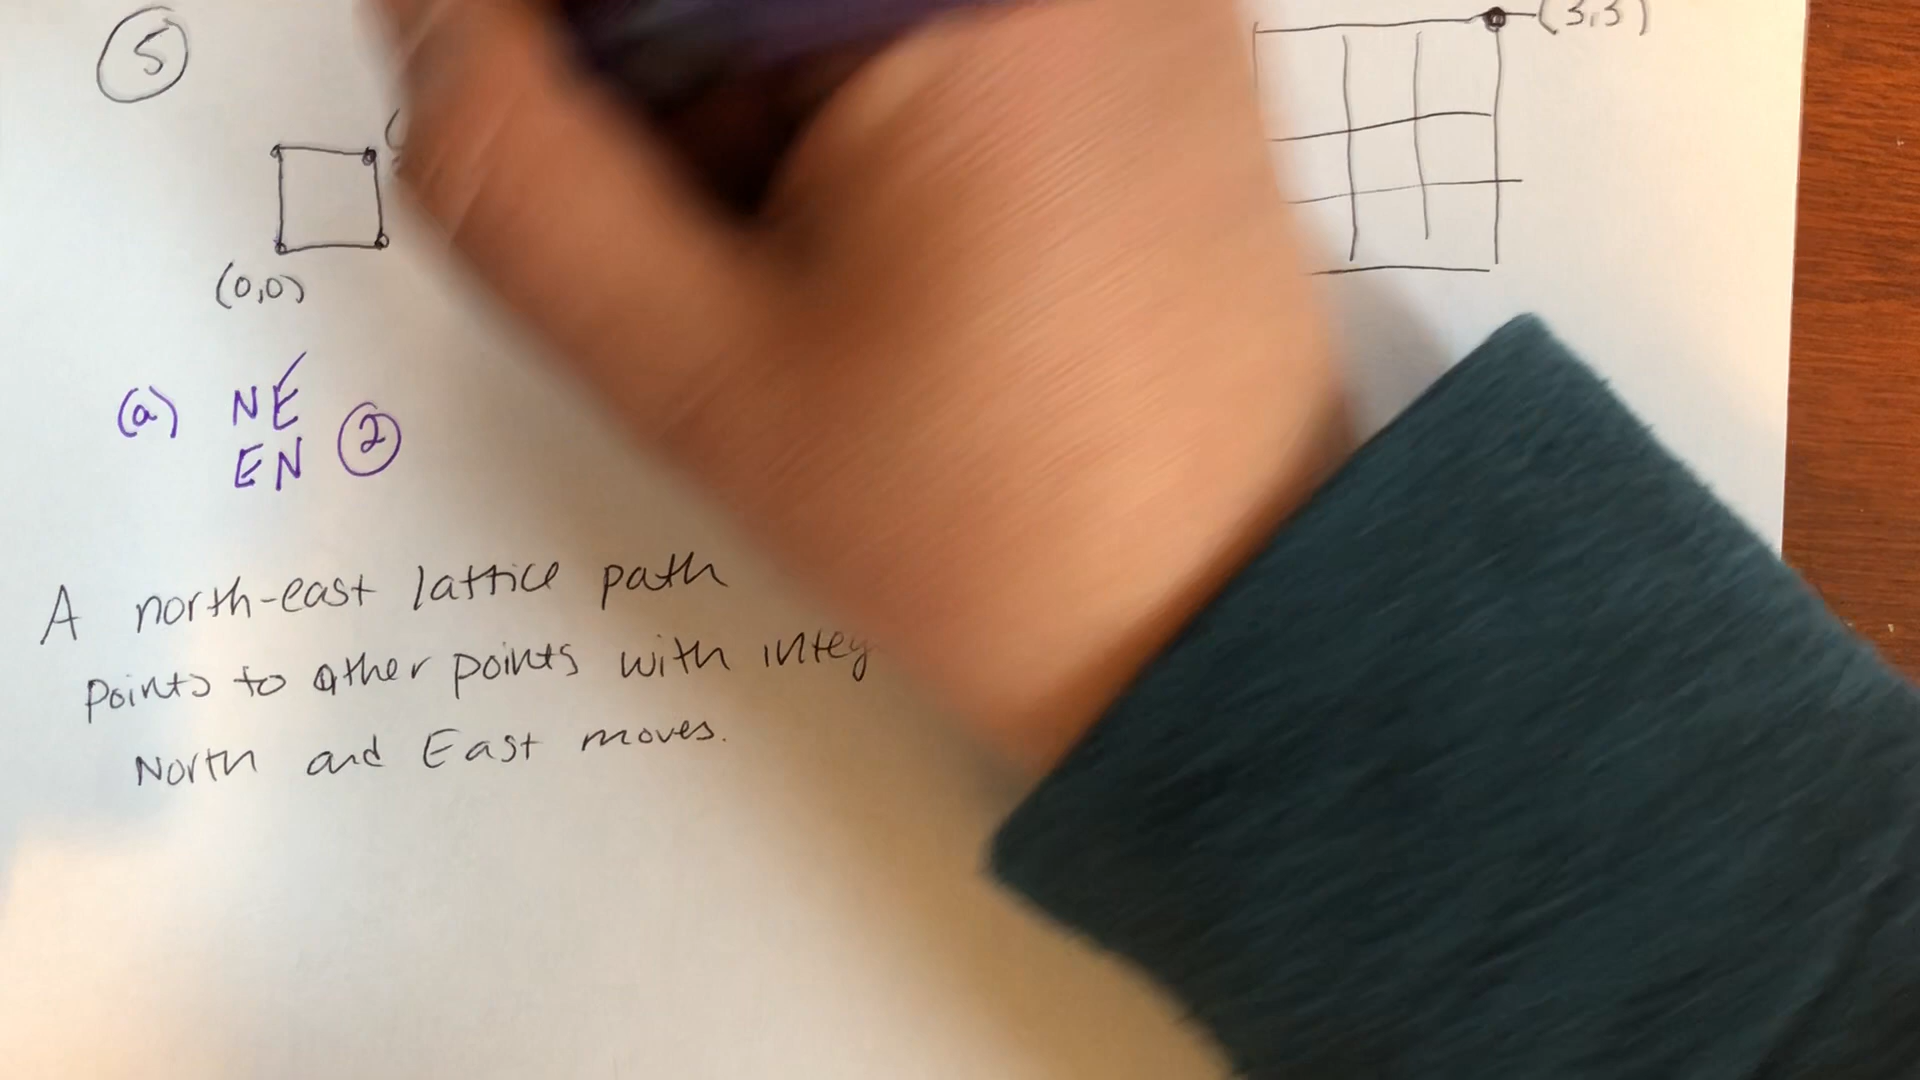 5
(3,3)
(0,0)
(a) NE
EN 2
A north-east lattice path
points to other points with
North and East moves.